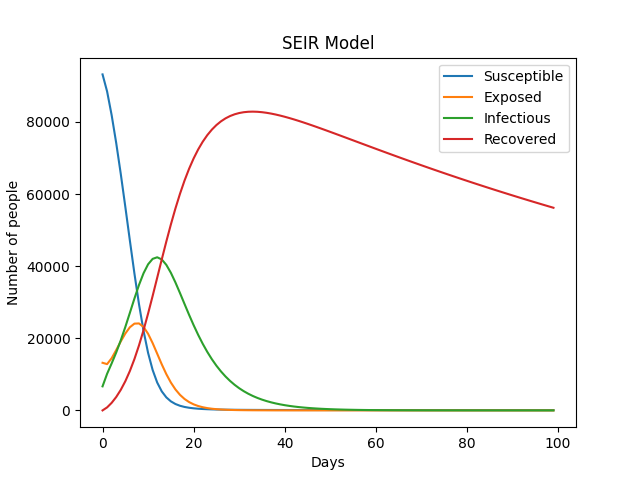 SEIR Model
Susceptible
Exposed
Infectious
Recovered
Number of people
80000
60000
40000
20000
0
0 20 40 60 80 100
Days